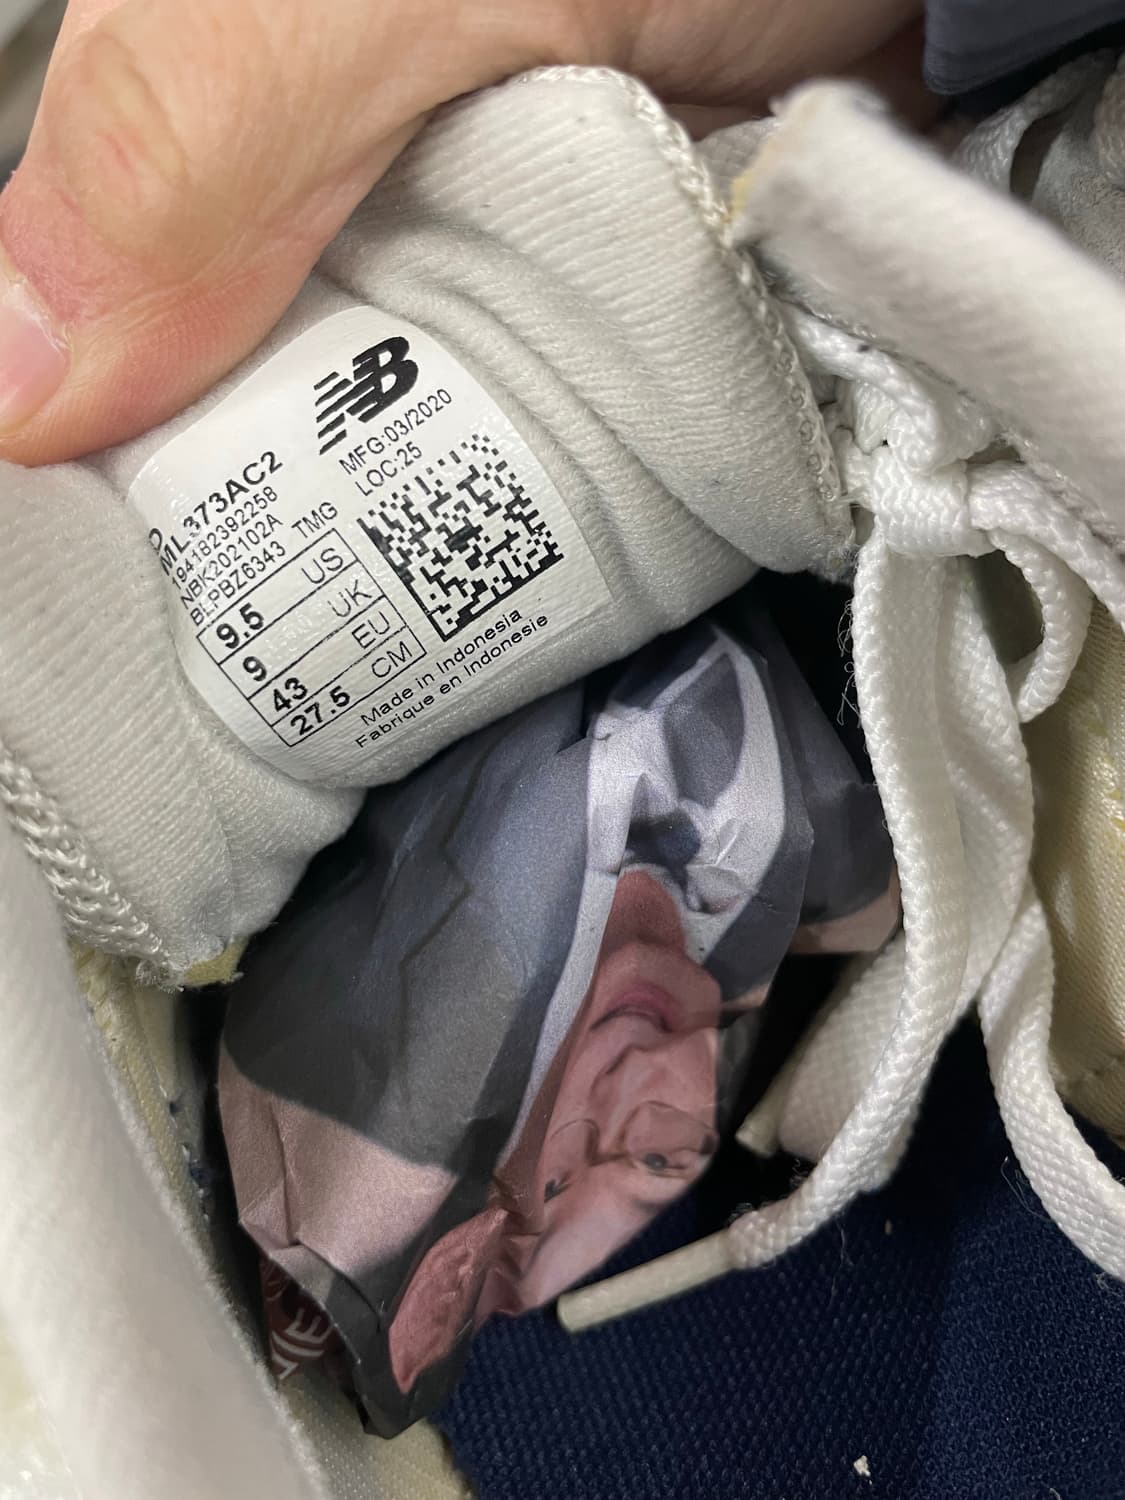 NB
MFG:03/2020
LOC:25
D
ML373AC2
194182392258
NBK202102A
BLPBZ6343 TMG
9.5 US
9 UK
43 EU
27.5 CM
Made in Indonesia
Fabrique en Indonesie